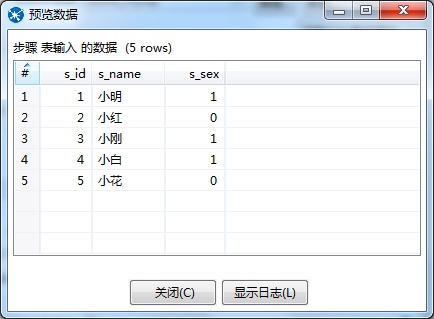 预览数据
步骤 表输入 的数据 (5 rows)
# s_id s_name s_sex
1 1 小明 1
2 2 小红 0
3 3 小刚 1
4 4 小白 1
5 5 小花 0
关闭(C) 显示日志(L)